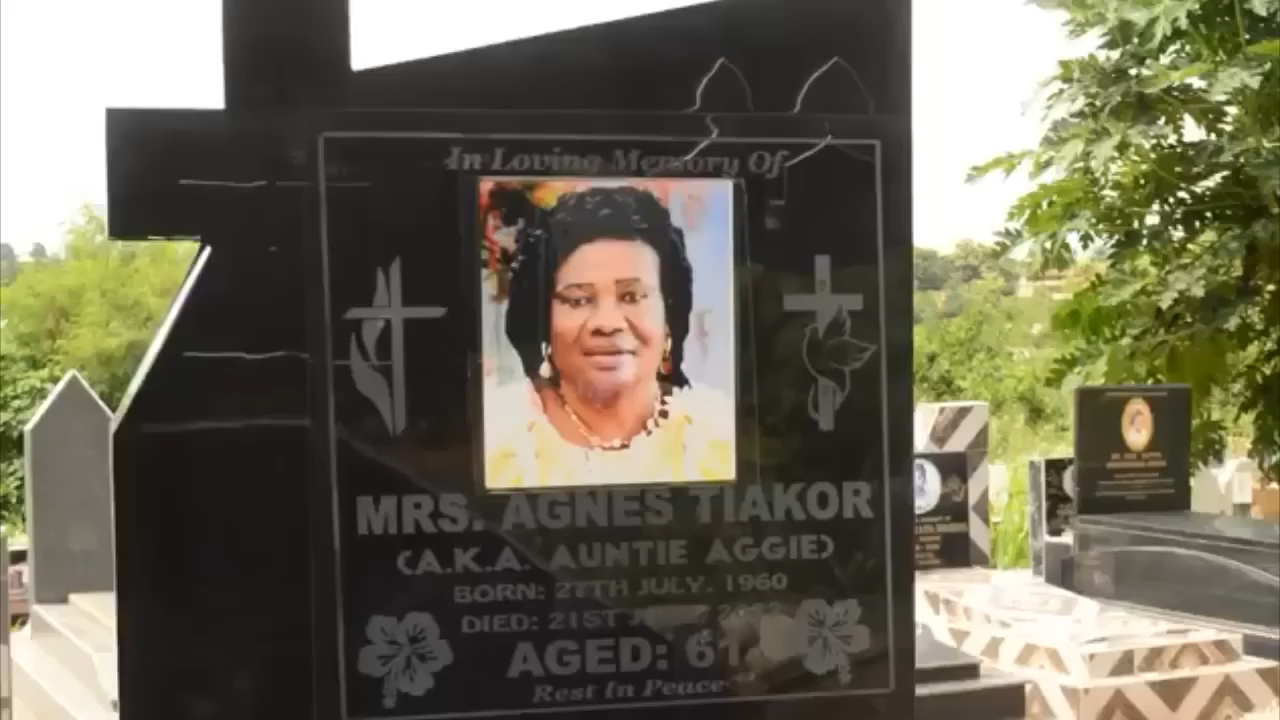 In Loving Memory Of
MRS. AGNES TIAKOR
(A.K.A. AUNTIE AGGIE)
BORN: 27TH JULY, 1960
DIED: 21ST
AGED: 61
Rest In Peace